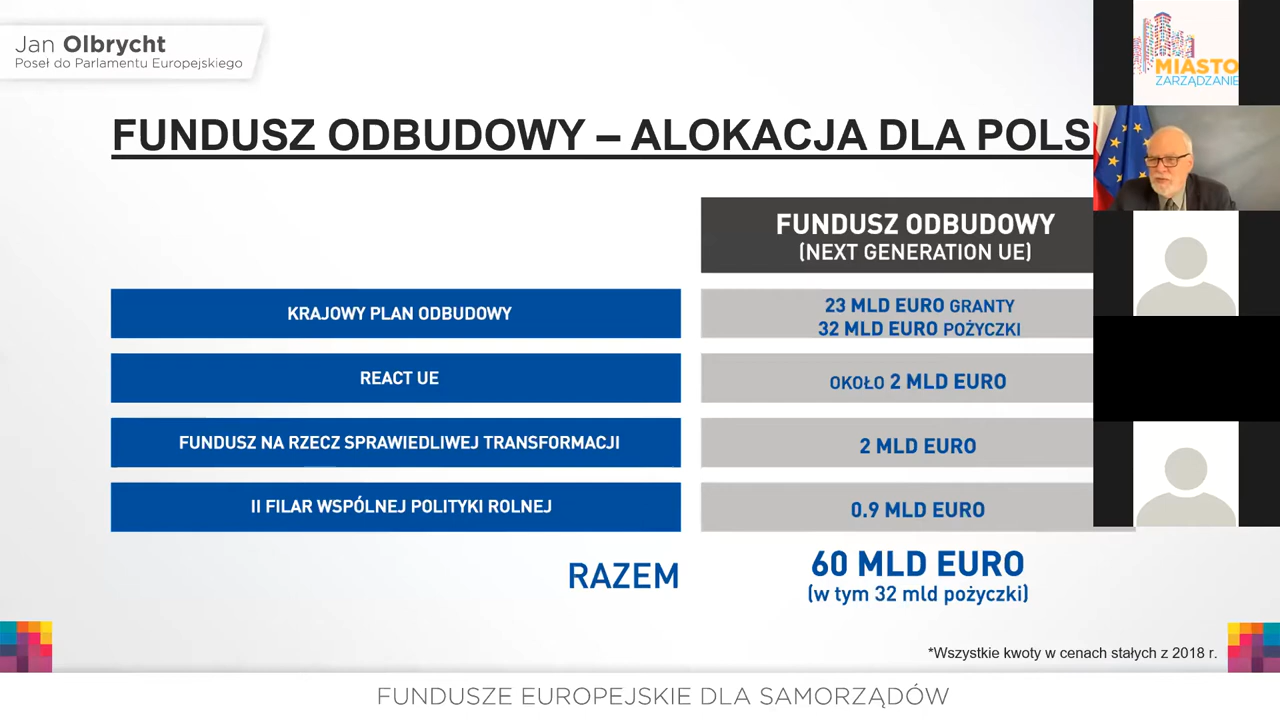 Jan Olbrycht
Poseł do Parlamentu Europejskiego
MIASTO
ZARZĄDZANIE
FUNDUSZ ODBUDOWY – ALOKACJA DLA POLS
FUNDUSZ ODBUDOWY
(NEXT GENERATION UE)
KRAJOWY PLAN ODBUDOWY
23 MLD EURO GRANTY
32 MLD EURO POŻYCZKI
REACT UE
OKOŁO 2 MLD EURO
FUNDUSZ NA RZECZ SPRAWIEDLIWEJ TRANSFORMACJI
2 MLD EURO
II FILAR WSPÓLNEJ POLITYKI ROLNEJ
0.9 MLD EURO
RAZEM
60 MLD EURO
(w tym 32 mld pożyczki)
*Wszystkie kwoty w cenach stałych z 2018 r.
FUNDUSZE EUROPEJSKIE DLA SAMORZĄDÓW